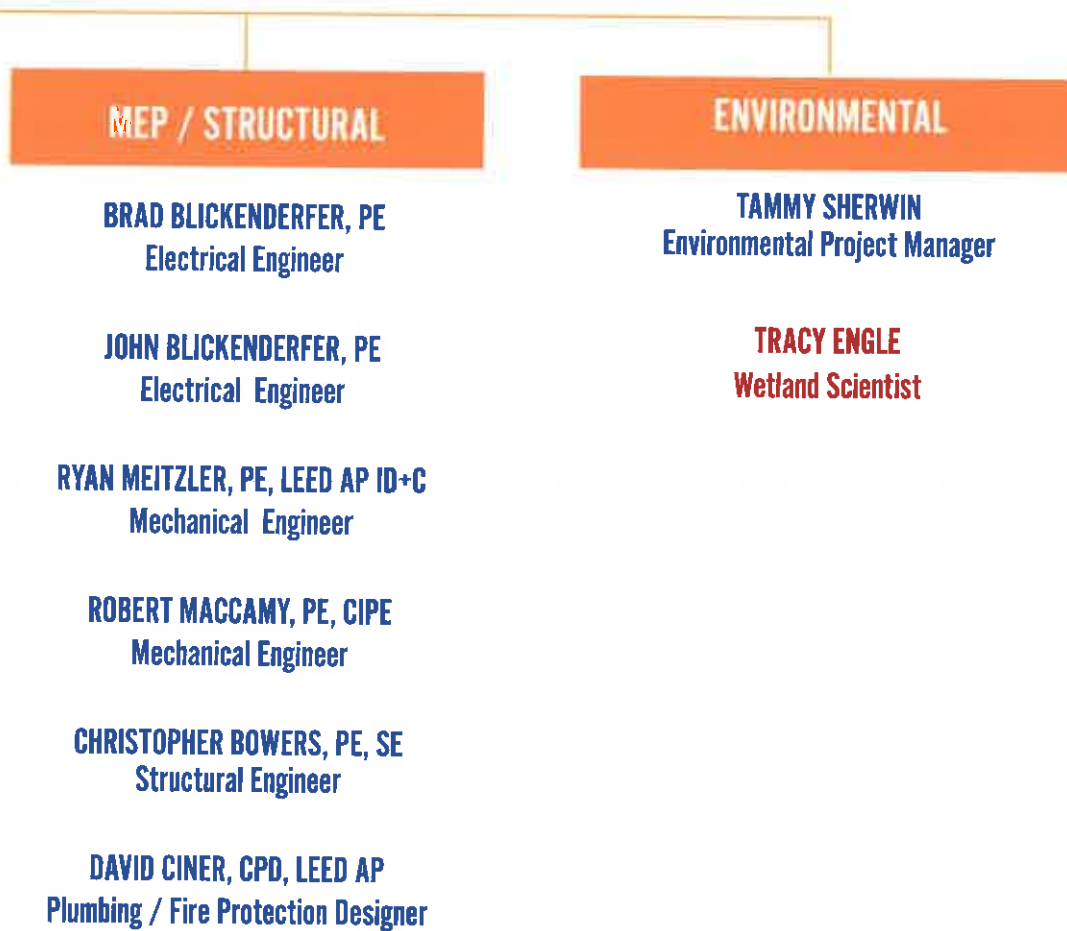 MEP / STRUCTURAL
BRAD BLICKENDERFER, PE
Electrical Engineer
JOHN BLICKENDERFER, PE
Electrical Engineer
RYAN MEITZLER, PE, LEED AP ID+C
Mechanical Engineer
ROBERT MACCAMY, PE, CIPE
Mechanical Engineer
CHRISTOPHER BOWERS, PE, SE
Structural Engineer
DAVID CINER, CPD, LEED AP
Plumbing / Fire Protection Designer
ENVIRONMENTAL
TAMMY SHERWIN
Environmental Project Manager
TRACY ENGLE
Wetland Scientist